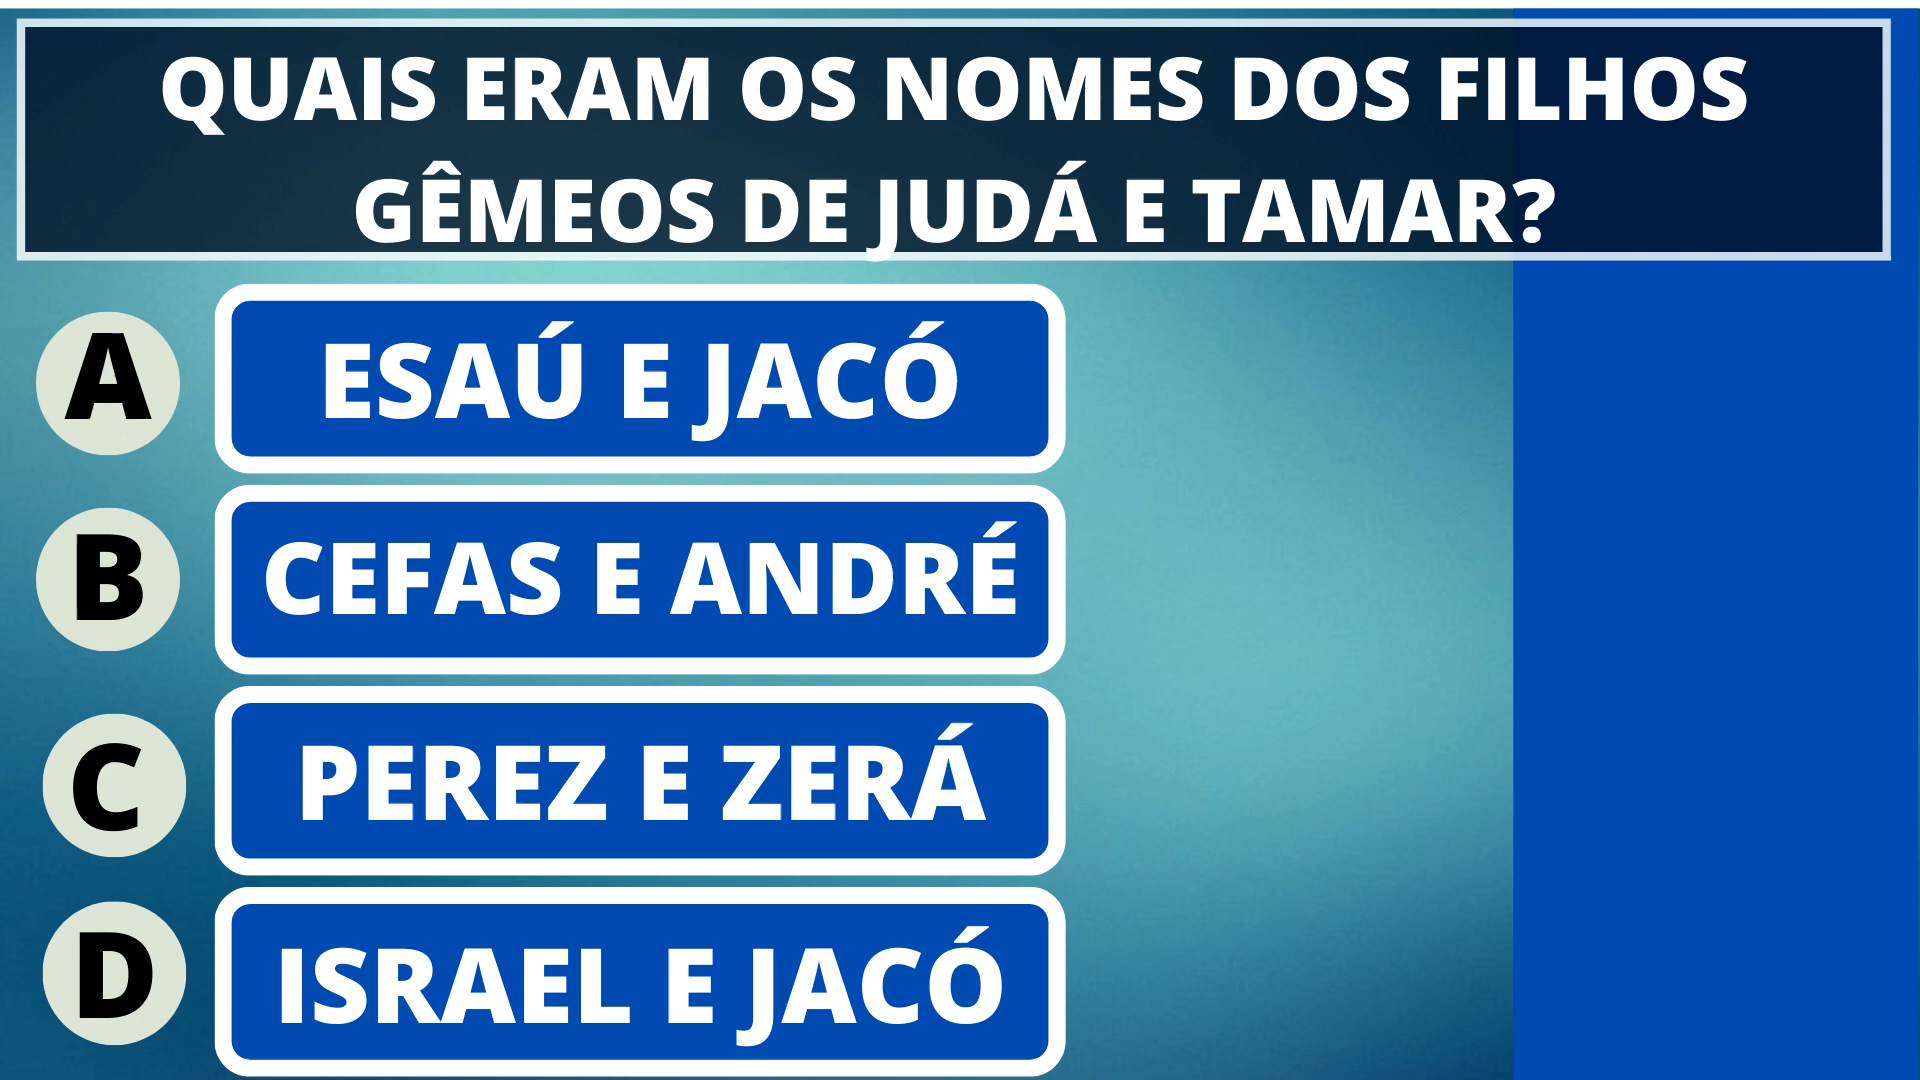 QUAIS ERAM OS NOMES DOS FILHOS
GÊMEOS DE JUDÁ E TAMAR?
A
ESAÚ E JACÓ
B
CEFAS E ANDRÉ
C
PEREZ E ZERÁ
D
ISRAEL E JACÓ